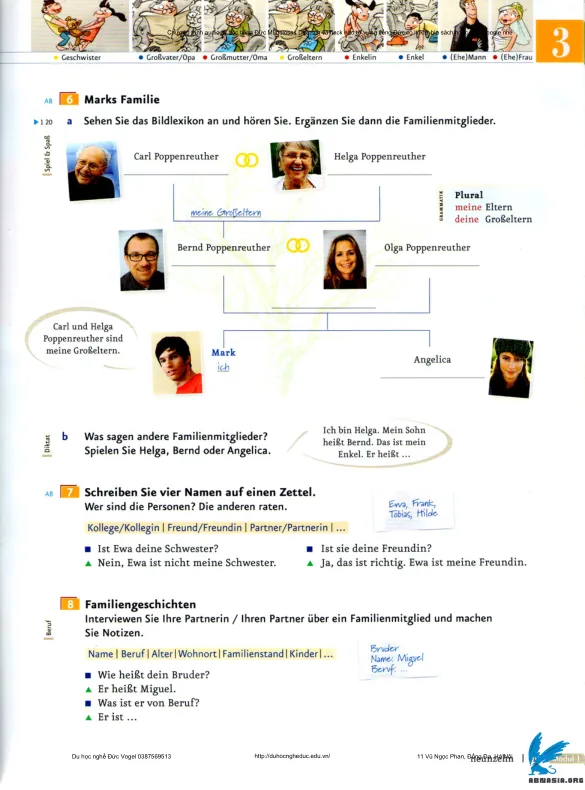 3
Geschwister
Großvater/Opa
Großmutter/Oma
Großeltern
Enkelin
Enkel
(Ehe)Mann
(Ehe)Frau
AB 6 Marks Familie
▶ 1 20 a Sehen Sie das Bildlexikon an und hören Sie. Ergänzen Sie dann die Familienmitglieder.
Spiel & Spaß
Carl Poppenreuther
Helga Poppenreuther
meine Großeltern
GRAMMATIK
Plural
meine Eltern
deine Großeltern
Bernd Poppenreuther
Olga Poppenreuther
Carl und Helga
Poppenreuther sind
meine Großeltern.
Mark
ich
Angelica
Diktat
b Was sagen andere Familienmitglieder?
Spielen Sie Helga, Bernd oder Angelica.
Ich bin Helga. Mein Sohn
heißt Bernd. Das ist mein
Enkel. Er heißt ...
AB 7 Schreiben Sie vier Namen auf einen Zettel.
Wer sind die Personen? Die anderen raten.
Ewa, Frank,
Tobias, Hilde
Kollege/Kollegin | Freund/Freundin | Partner/Partnerin | ...
■ Ist Ewa deine Schwester?
▲ Nein, Ewa ist nicht meine Schwester.
■ Ist sie deine Freundin?
▲ Ja, das ist richtig. Ewa ist meine Freundin.
8 Familiengeschichten
Beruf
Interviewen Sie Ihre Partnerin / Ihren Partner über ein Familienmitglied und machen
Sie Notizen.
Name | Beruf | Alter | Wohnort | Familienstand | Kinder | ...
Bruder
Name: Miguel
Beruf: ...
■ Wie heißt dein Bruder?
▲ Er heißt Miguel.
■ Was ist er von Beruf?
▲ Er ist ...
Du học nghề Đức Vogel 0387569513
http://duhocngheduc.edu.vn/
11 Vũ Ngọc Phan, Đống Đa, Hà Nội
neunzehn
Modul 1
ABMASIA.ORG